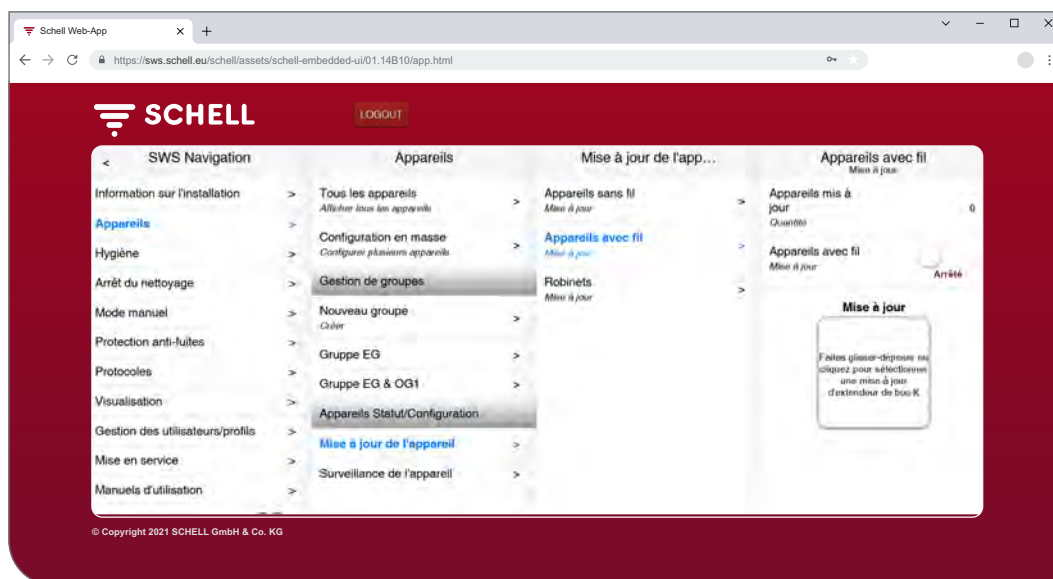 Schell Web-App
https://sws.schell.eu/schell/assets/schell-embedded-ui/01.14B10/app.html
SCHELL
LOGOUT
SWS Navigation
Information sur l'installation
Appareils
Hygiène
Arrêt du nettoyage
Mode manuel
Protection anti-fuites
Protocoles
Visualisation
Gestion des utilisateurs/profils
Mise en service
Manuels d'utilisation
Appareils
Tous les appareils
Afficher tous les appareils
Configuration en masse
Configurer plusieurs appareils
Gestion de groupes
Nouveau groupe
Créer
Gruppe EG
Gruppe EG & OG1
Appareils Statut/Configuration
Mise à jour de l'appareil
Surveillance de l'appareil
Mise à jour de l'app...
Appareils sans fil
Mise à jour
Appareils avec fil
Mise à jour
Robinets
Mise à jour
Appareils avec fil
Mise à jour
Appareils mis à
jour
0
Quantité
Appareils avec fil
Mise à jour
Arrêté
Mise à jour
Faites glisser-déposer ou
cliquez pour sélectionner
une mise à jour
d'extendeur de bus-K
© Copyright 2021 SCHELL GmbH & Co. KG